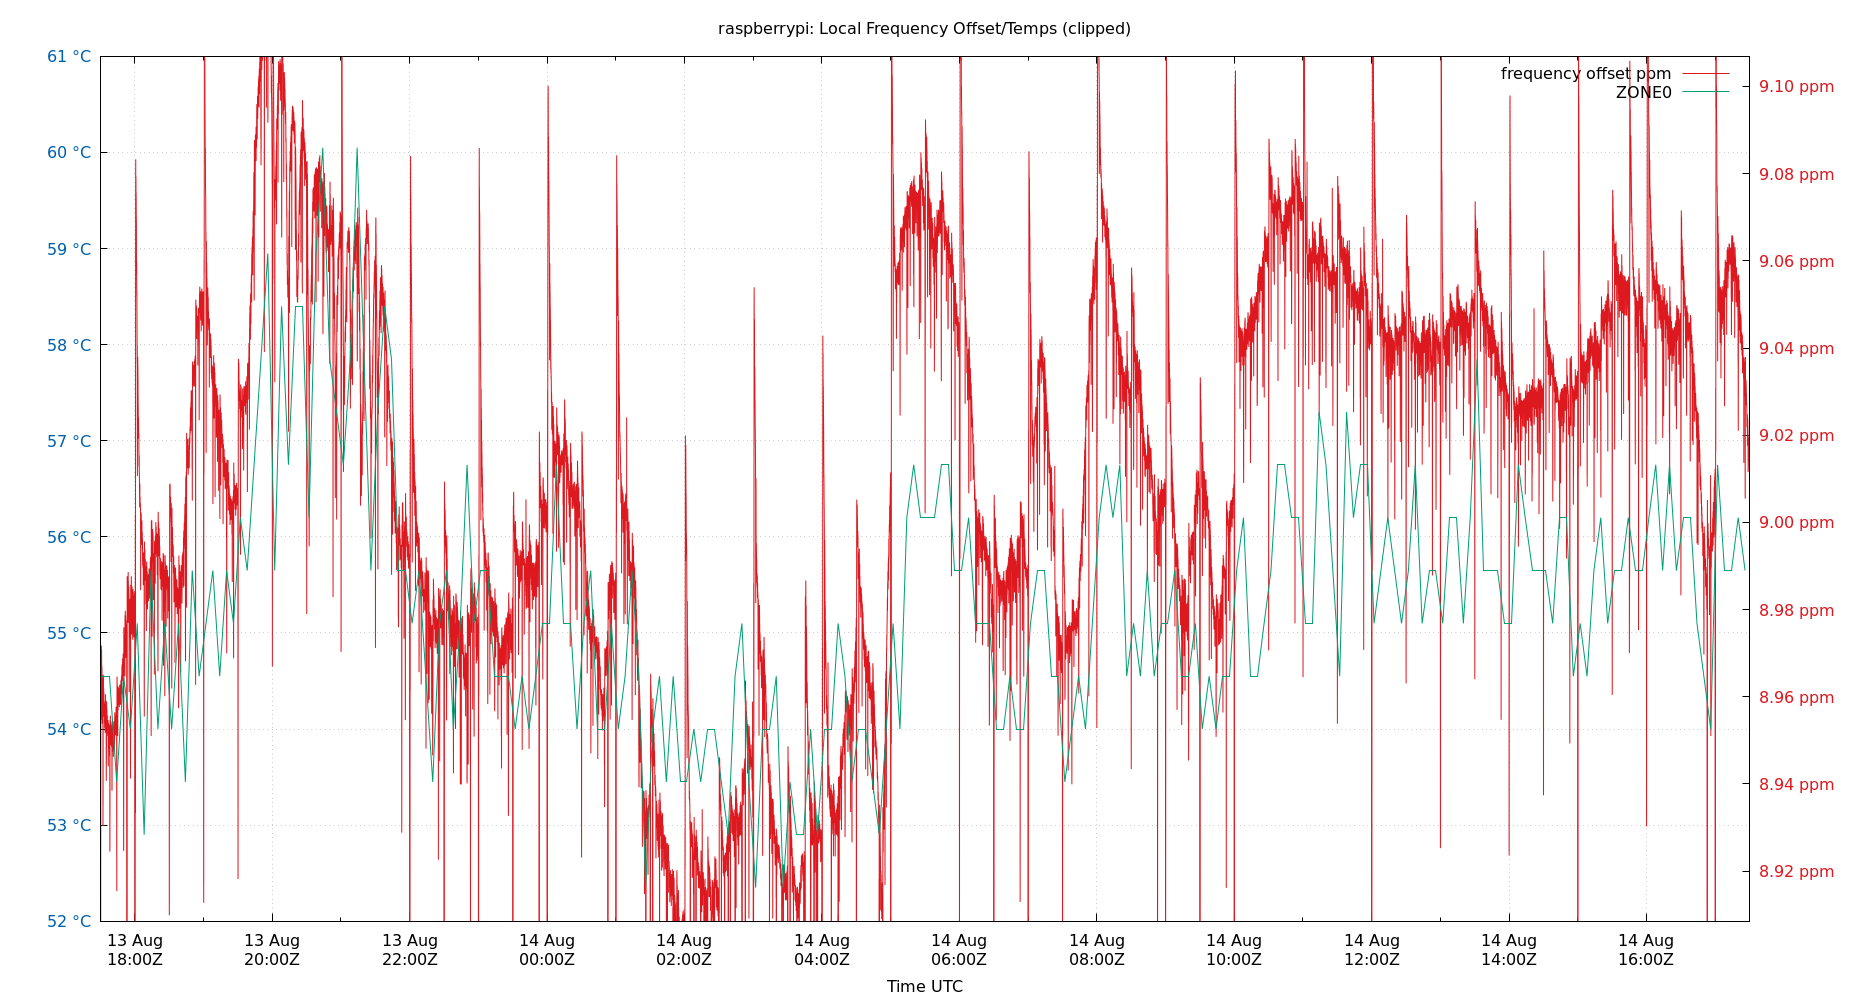 raspberrypi: Local Frequency Offset/Temps (clipped)
61 °C
60 °C
59 °C
58 °C
57 °C
56 °C
55 °C
54 °C
53 °C
52 °C
frequency offset ppm
ZONE0
9.10 ppm
9.08 ppm
9.06 ppm
9.04 ppm
9.02 ppm
9.00 ppm
8.98 ppm
8.96 ppm
8.94 ppm
8.92 ppm
13 Aug 13 Aug 13 Aug 14 Aug 14 Aug 14 Aug 14 Aug 14 Aug 14 Aug 14 Aug 14 Aug 14 Aug
18:00Z 20:00Z 22:00Z 00:00Z 02:00Z 04:00Z 06:00Z 08:00Z 10:00Z 12:00Z 14:00Z 16:00Z
Time UTC